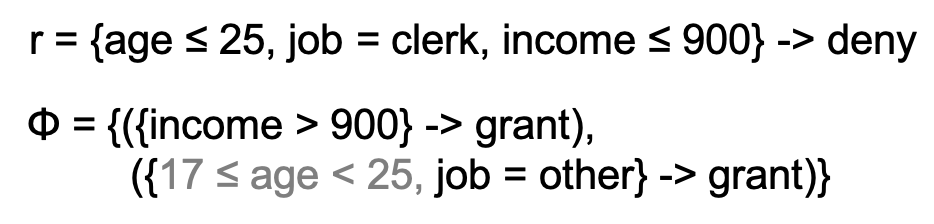 r = {age ≤ 25, job = clerk, income ≤ 900} -> deny
Φ = {({income > 900} -> grant),
({17 ≤ age < 25, job = other} -> grant)}